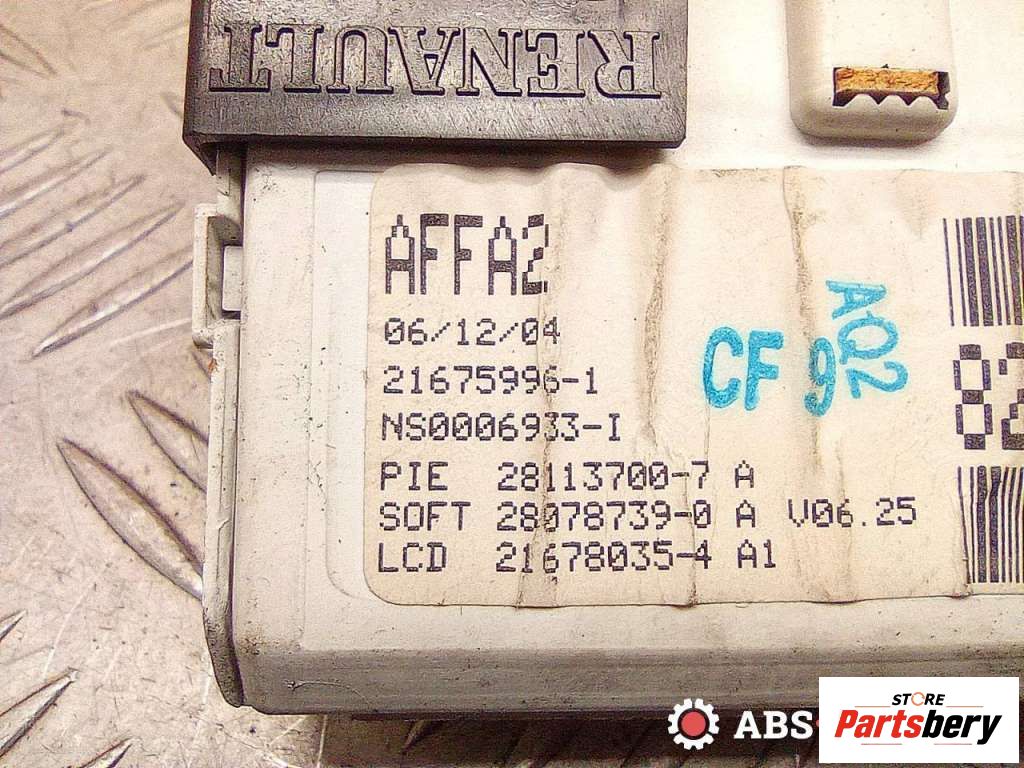 RENAULT
AFFA2
06/12/04
21675996-1
NS0006933-I
PIE 28113700-7 A
SOFT 28078739-0 A V06.25
LCD 21678035-4 A1
CF 9
AQ2
82
ABS-
STORE
Partsbery